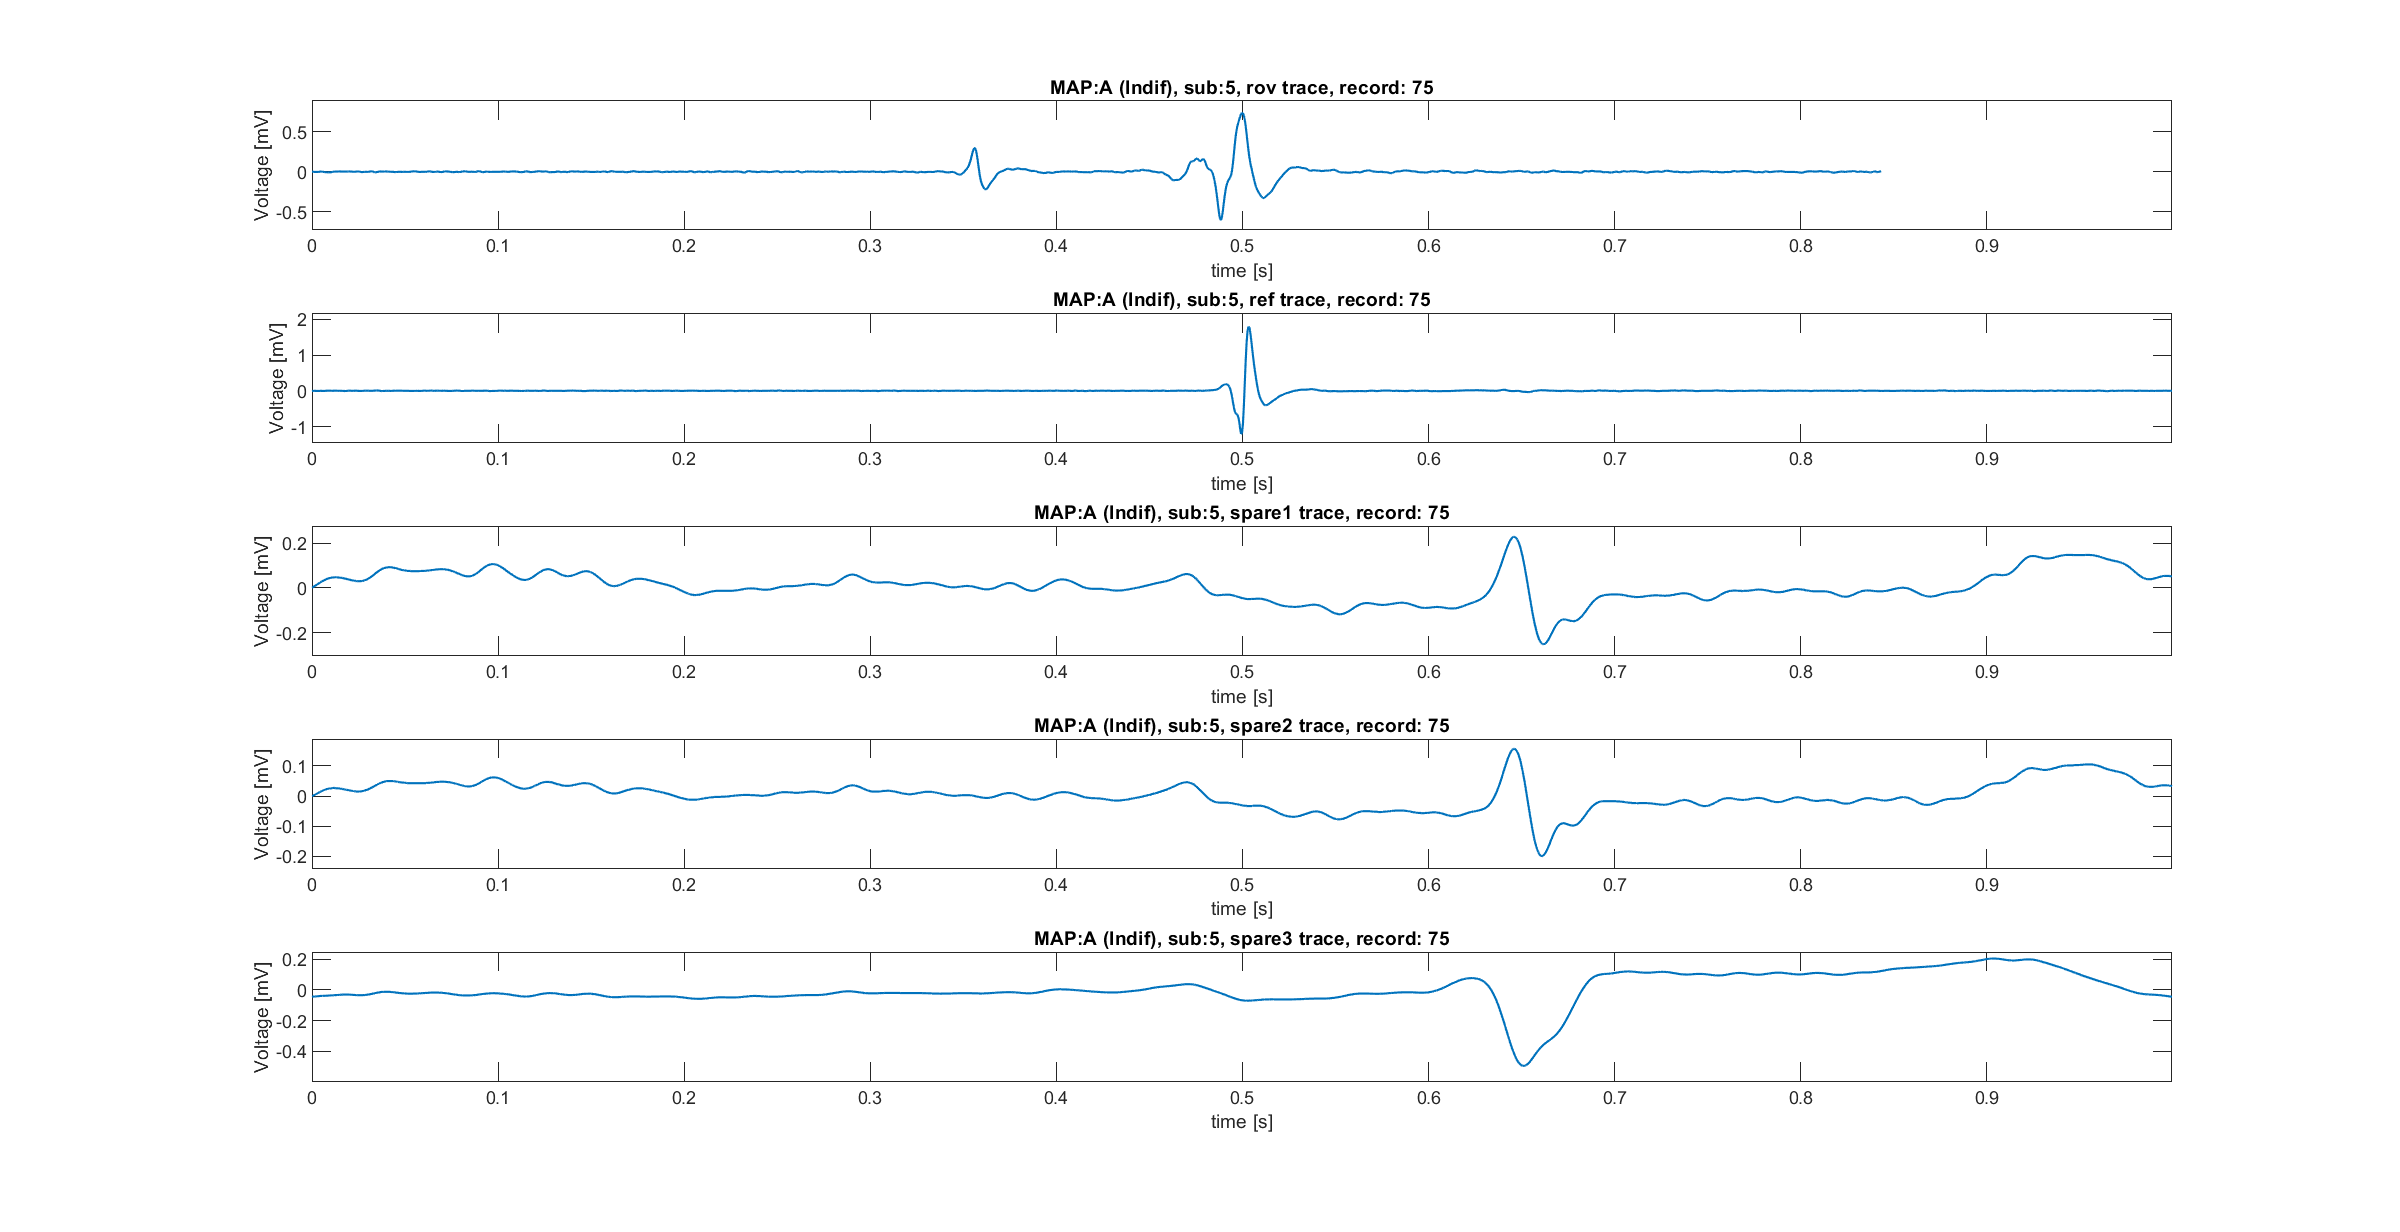 MAP:A (Indif), sub:5, rov trace, record: 75
Voltage [mV]
0.5
0
-0.5
0 0.1 0.2 0.3 0.4 0.5 0.6 0.7 0.8 0.9
time [s]
MAP:A (Indif), sub:5, ref trace, record: 75
Voltage [mV]
2
1
0
-1
0 0.1 0.2 0.3 0.4 0.5 0.6 0.7 0.8 0.9
time [s]
MAP:A (Indif), sub:5, spare1 trace, record: 75
Voltage [mV]
0.2
0
-0.2
0 0.1 0.2 0.3 0.4 0.5 0.6 0.7 0.8 0.9
time [s]
MAP:A (Indif), sub:5, spare2 trace, record: 75
Voltage [mV]
0.1
0
-0.1
-0.2
0 0.1 0.2 0.3 0.4 0.5 0.6 0.7 0.8 0.9
time [s]
MAP:A (Indif), sub:5, spare3 trace, record: 75
Voltage [mV]
0.2
0
-0.2
-0.4
0 0.1 0.2 0.3 0.4 0.5 0.6 0.7 0.8 0.9
time [s]